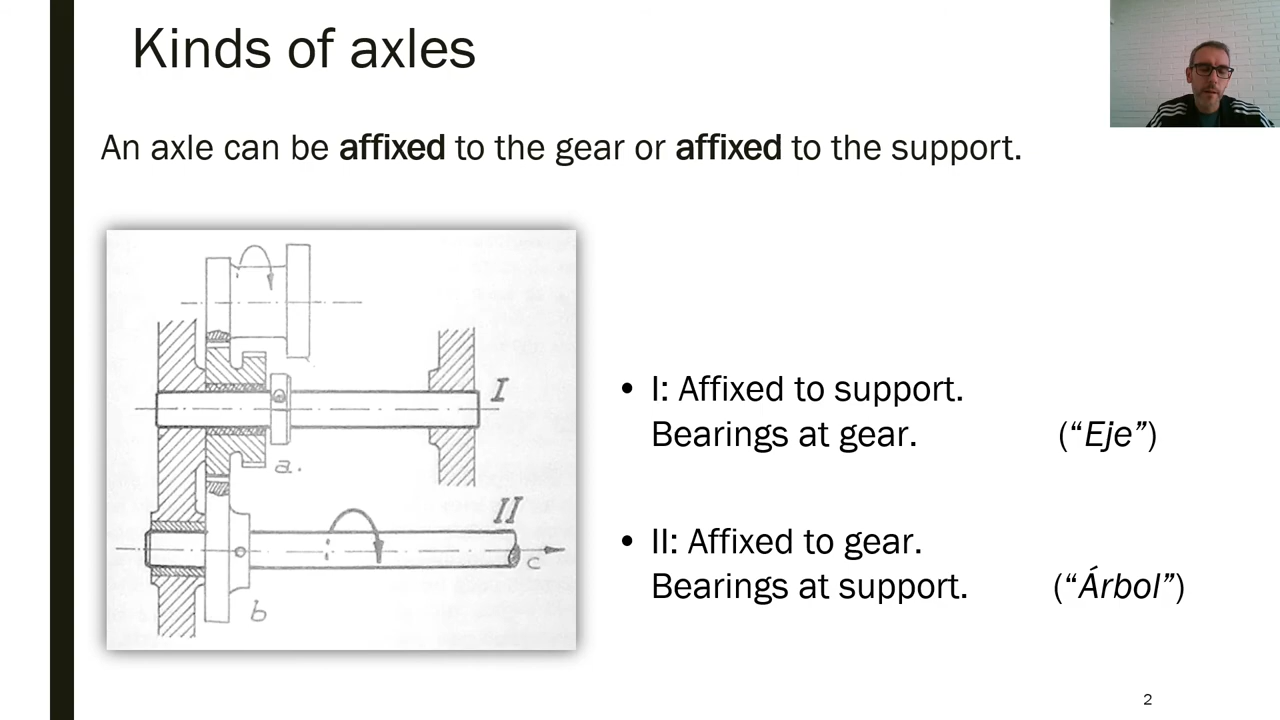 Kinds of axles
An axle can be affixed to the gear or affixed to the support.
I
a.
II
c
b
• I: Affixed to support.
Bearings at gear. (“Eje”)
• II: Affixed to gear.
Bearings at support. (“Árbol”)
2